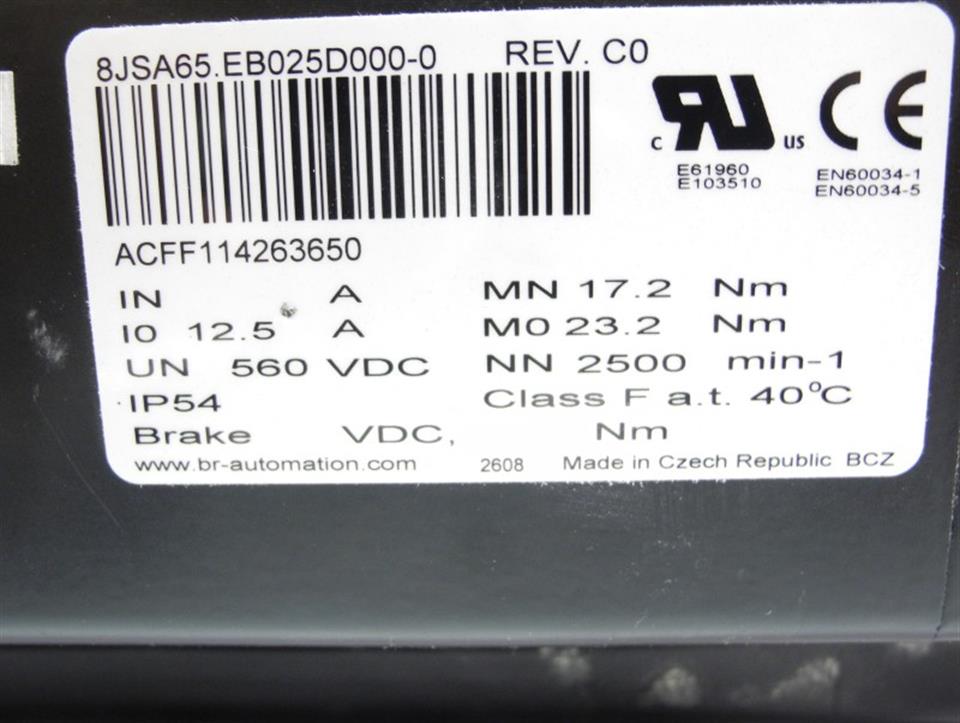 8JSA65.EB025D000-0 REV. C0
c RU us CE
E61960 EN60034-1
E103510 EN60034-5
ACFF114263650
IN A MN 17.2 Nm
I0 12.5 A M0 23.2 Nm
UN 560 VDC NN 2500 min-1
IP54 Class F a.t. 40°C
Brake VDC, Nm
www.br-automation.com 2608 Made in Czech Republic BCZ